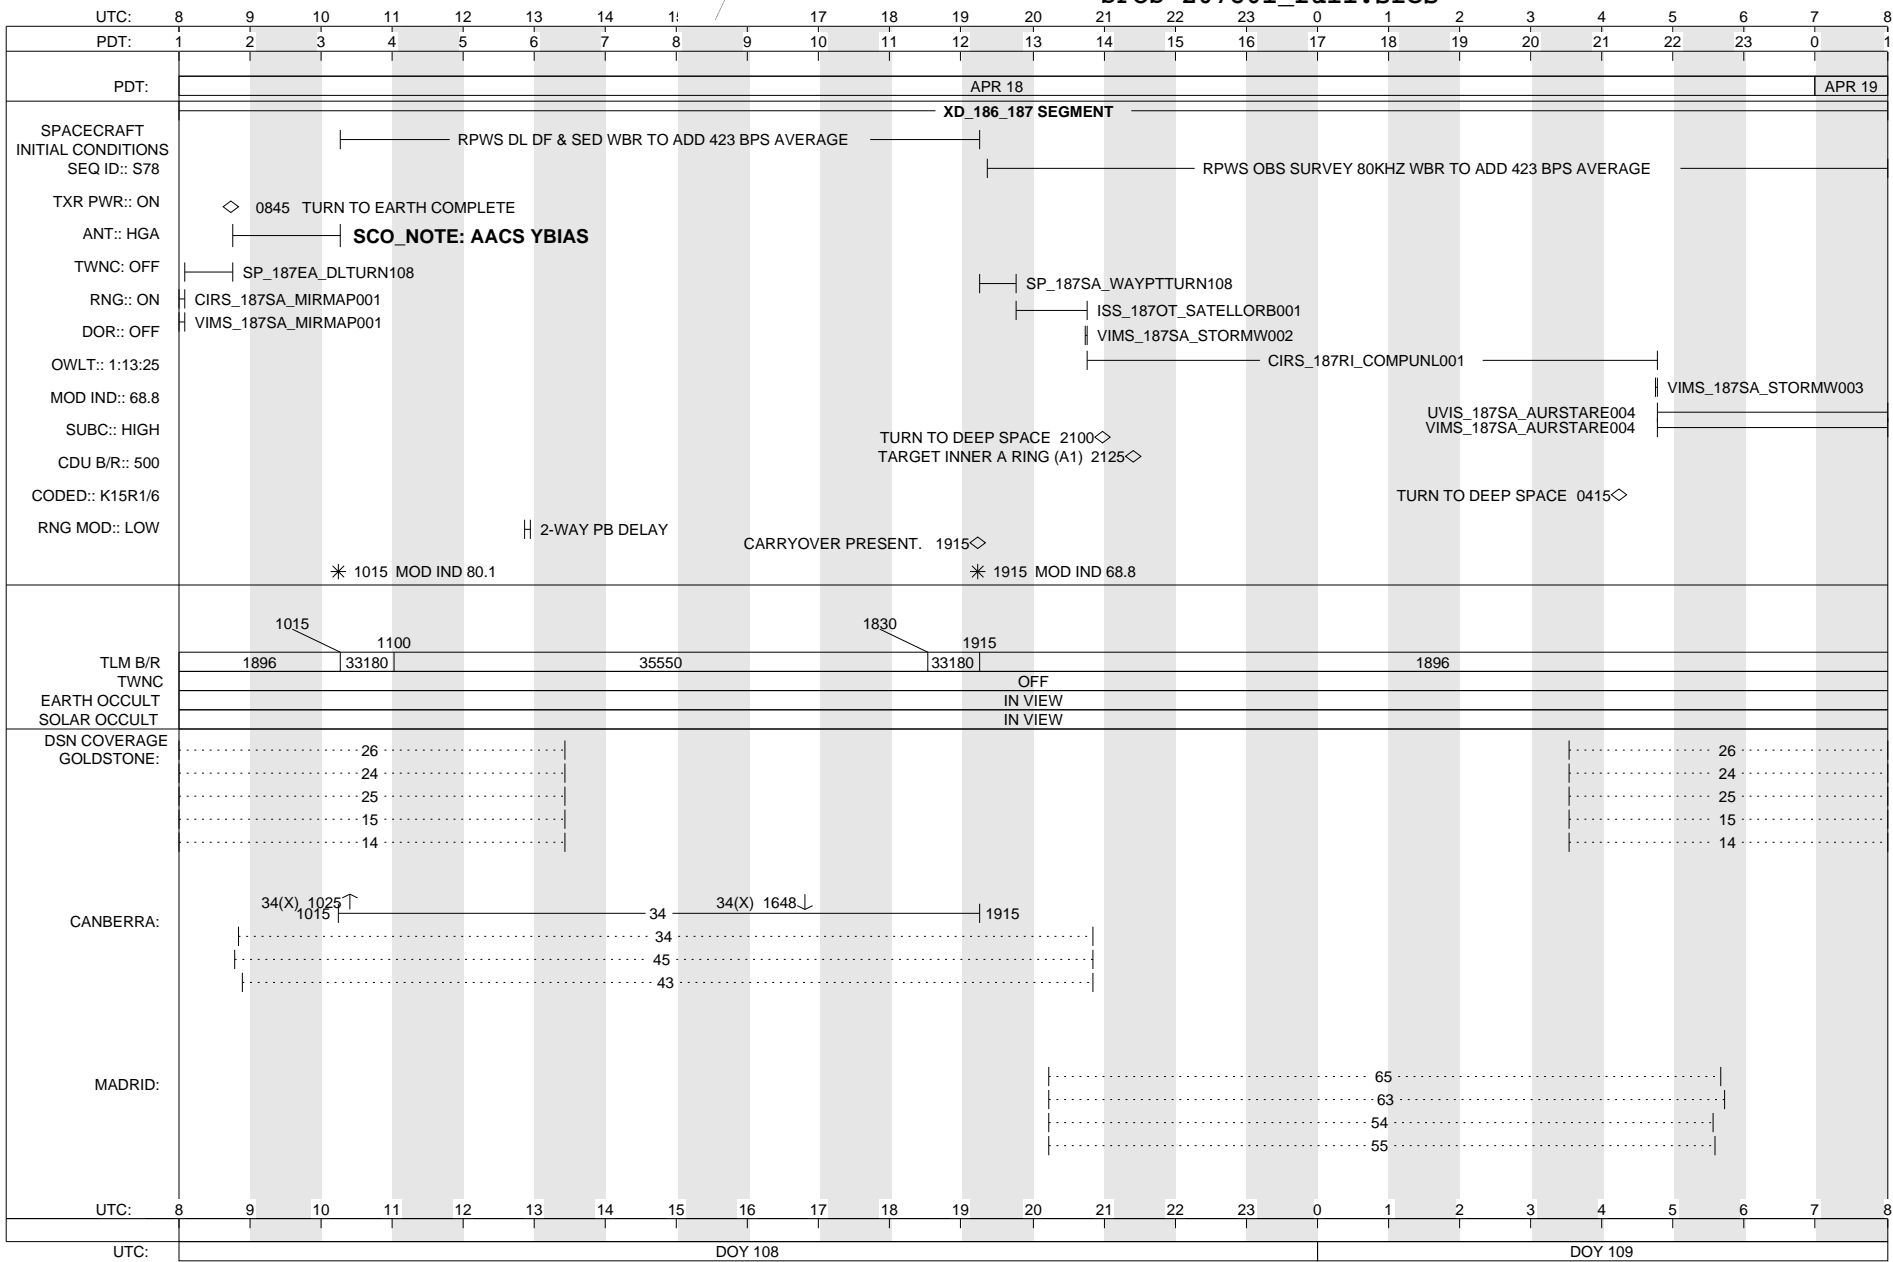 UTC: 8 9 10 11 12 13 14 17 18 19 20 21 22 23 0 1 2 3 4 5 6 7 8
PDT: 1 2 3 4 5 6 7 8 9 10 11 12 13 14 15 16 17 18 19 20 21 22 23 0 1
PDT: APR 18 APR 19
XD_186_187 SEGMENT
SPACECRAFT
INITIAL CONDITIONS
RPWS DL DF & SED WBR TO ADD 423 BPS AVERAGE
SEQ ID:: S78
RPWS OBS SURVEY 80KHZ WBR TO ADD 423 BPS AVERAGE
TXR PWR:: ON
0845 TURN TO EARTH COMPLETE
ANT:: HGA
SCO_NOTE: AACS YBIAS
TWNC: OFF
SP_187EA_DLTURN108
SP_187SA_WAYPTTURN108
RNG:: ON
CIRS_187SA_MIRMAP001
ISS_187OT_SATELLORB001
VIMS_187SA_MIRMAP001
DOR:: OFF
VIMS_187SA_STORMW002
OWLT:: 1:13:25
CIRS_187RI_COMPUNL001
MOD IND:: 68.8
VIMS_187SA_STORMW003
UVIS_187SA_AURSTARE004
SUBC:: HIGH
VIMS_187SA_AURSTARE004
TURN TO DEEP SPACE 2100
TARGET INNER A RING (A1) 2125
CDU B/R:: 500
CODED:: K15R1/6
TURN TO DEEP SPACE 0415
RNG MOD:: LOW
2-WAY PB DELAY
CARRYOVER PRESENT. 1915
1015 MOD IND 80.1
1915 MOD IND 68.8
1015 1830
1100 1915
TLM B/R 1896 33180 35550 33180 1896
TWNC OFF
EARTH OCCULT IN VIEW
SOLAR OCCULT IN VIEW
DSN COVERAGE
GOLDSTONE:
26 26
24 24
25 25
15 15
14 14
CANBERRA:
34(X) 1025 34(X) 1648
1015 34 1915
34
45
43
MADRID:
65
63
54
55
UTC: 8 9 10 11 12 13 14 15 16 17 18 19 20 21 22 23 0 1 2 3 4 5 6 7 8
UTC: DOY 108 DOY 109